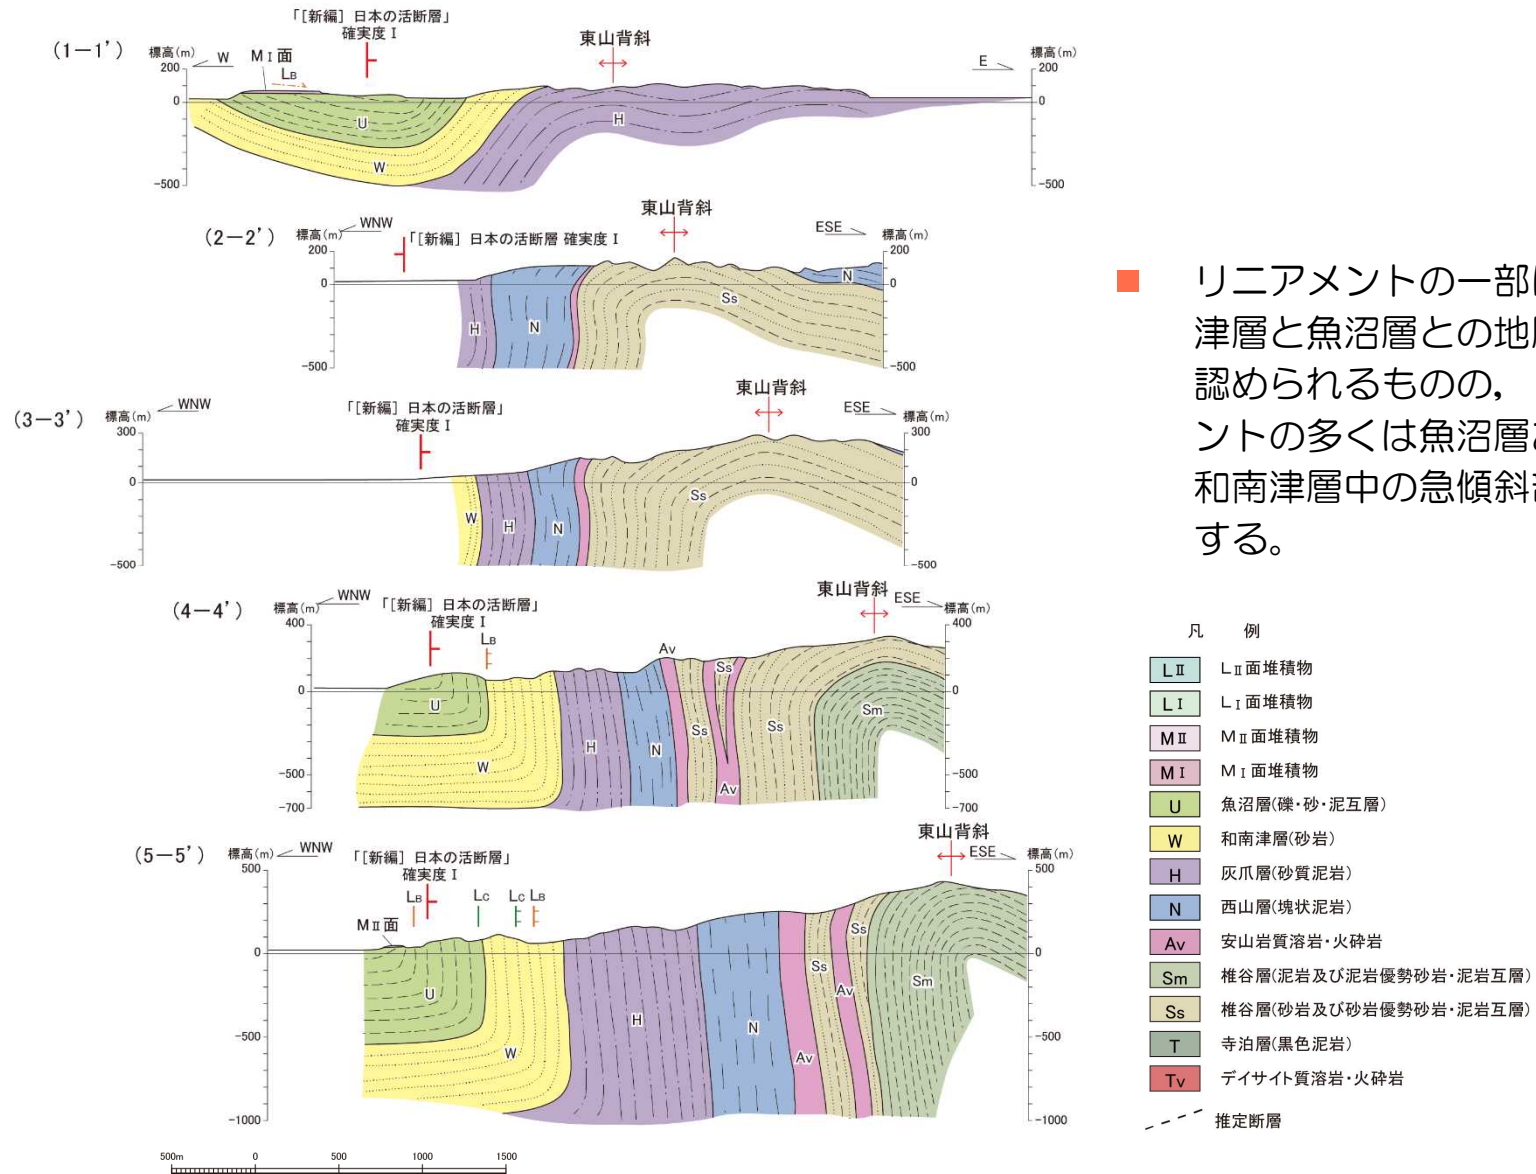 「[新編] 日本の活断層」
確実度 I
(1－1’)
標高(m)
W
MⅠ面
LB
東山背斜
E
標高(m)
200
0
-500
U
W
H
200
0
-500
(2－2’)
標高(m)
WNW
「[新編] 日本の活断層 確実度 I
東山背斜
ESE
標高(m)
200
0
-500
H
N
Ss
N
200
0
-500
(3－3’)
標高(m)
WNW
「[新編] 日本の活断層」
確実度 I
東山背斜
ESE
標高(m)
300
0
-500
W
H
N
Ss
300
0
-500
(4－4’)
標高(m)
WNW
「[新編] 日本の活断層」
確実度 I
LB
Av
東山背斜
ESE
標高(m)
400
0
-500
-700
U
W
H
N
Ss
Ss
Av
Ss
Sm
400
0
-500
-700
(5－5’)
標高(m)
WNW
「[新編] 日本の活断層」
確実度 I
東山背斜
ESE
標高(m)
500
0
-500
-1000
MⅡ面
LB
LC
LC
LB
U
W
H
N
Av
Ss
Av
Ss
Sm
500
0
-500
-1000
500m 0 500 1000 1500
リニアメントの一部
津層と魚沼層との地
認められるものの，
ントの多くは魚沼層
和南津層中の急傾斜
する。
凡 例
LⅡ LⅡ面堆積物
LⅠ LⅠ面堆積物
MⅡ MⅡ面堆積物
MⅠ MⅠ面堆積物
U 魚沼層(礫・砂・泥互層)
W 和南津層(砂岩)
H 灰爪層(砂質泥岩)
N 西山層(塊状泥岩)
Av 安山岩質溶岩・火砕岩
Sm 椎谷層(泥岩及び泥岩優勢砂岩・泥岩互層)
Ss 椎谷層(砂岩及び砂岩優勢砂岩・泥岩互層)
T 寺泊層(黒色泥岩)
Tv デイサイト質溶岩・火砕岩
推定断層